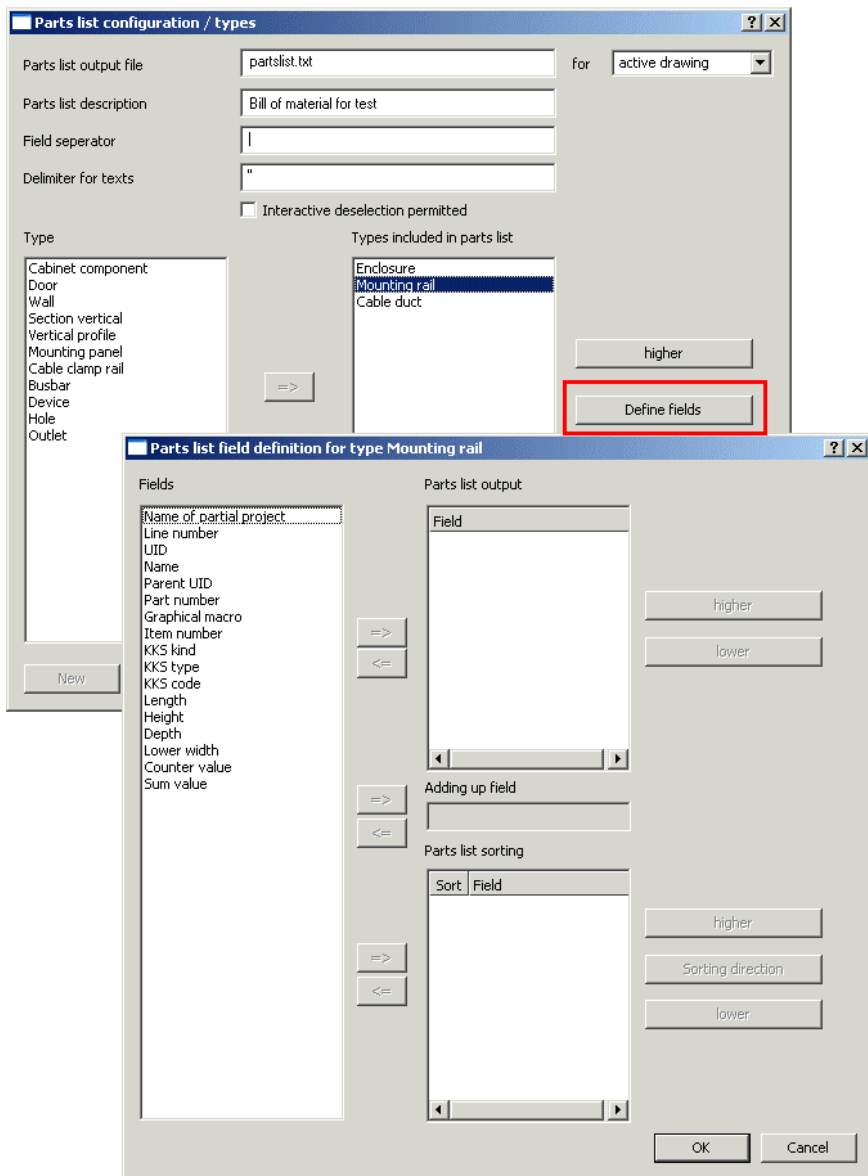 Parts list configuration / types
Parts list output file
partslist.txt
for
active drawing
Parts list description
Bill of material for test
Field seperator
|
Delimiter for texts
"
Interactive deselection permitted
Type
Types included in parts list
Cabinet component
Door
Wall
Section vertical
Vertical profile
Mounting panel
Cable clamp rail
Busbar
Device
Hole
Outlet
=>
Enclosure
Mounting rail
Cable duct
higher
Define fields
New
Parts list field definition for type Mounting rail
Fields
Name of partial project
Line number
UID
Name
Parent UID
Part number
Graphical macro
Item number
KKS kind
KKS type
KKS code
Length
Height
Depth
Lower width
Counter value
Sum value
=>
<=
=>
<=
=>
<=
Parts list output
Field
higher
lower
Adding up field
Parts list sorting
Sort Field
higher
Sorting direction
lower
OK
Cancel